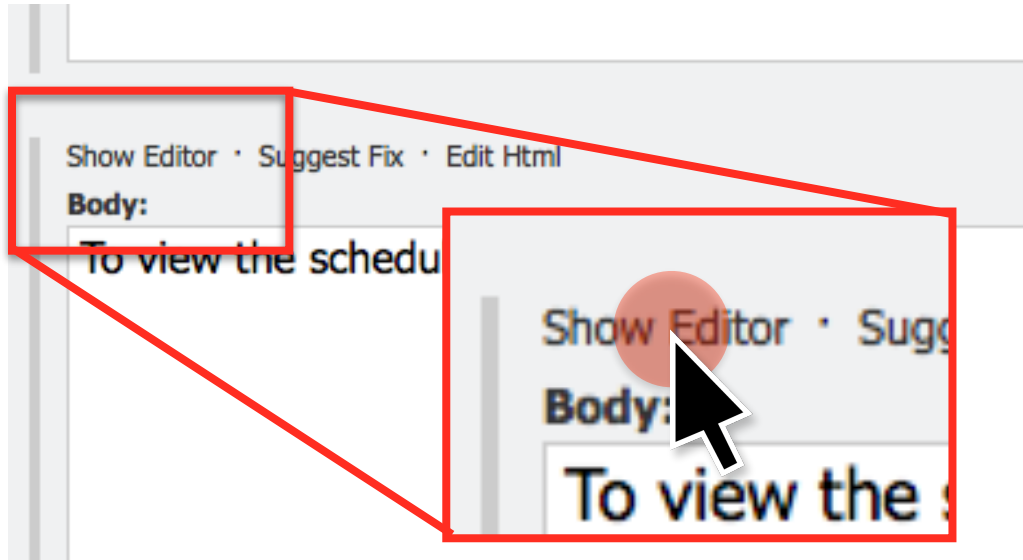 Show Editor · Suggest Fix · Edit Html
Body:
To view the schedu
Show Editor · Sugg
Body:
To view the